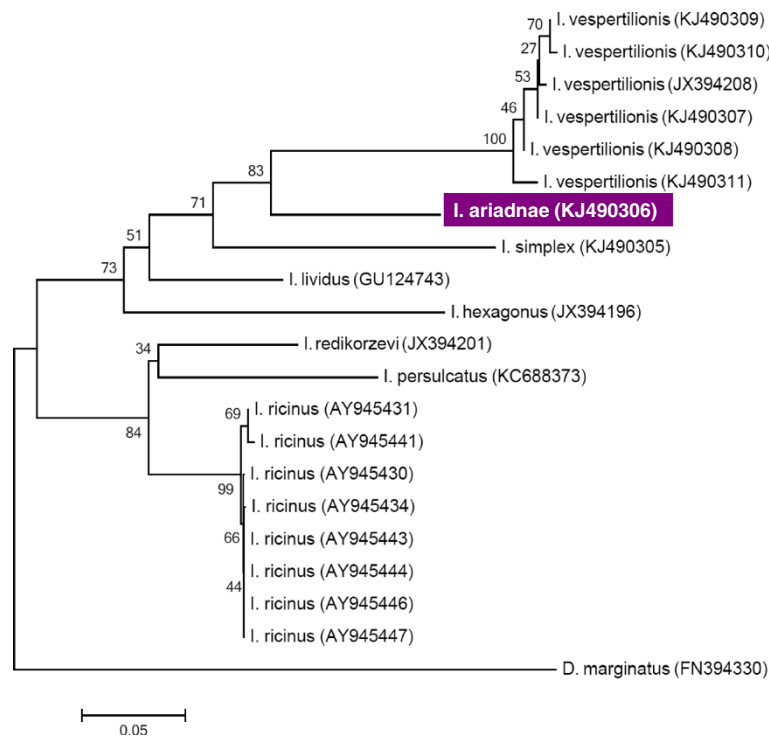 I. vespertilionis (KJ490309)
70
I. vespertilionis (KJ490310)
27
I. vespertilionis (JX394208)
53
I. vespertilionis (KJ490307)
46
I. vespertilionis (KJ490308)
100
I. vespertilionis (KJ490311)
83
I. ariadnae (KJ490306)
71
I. simplex (KJ490305)
51
I. lividus (GU124743)
73
I. hexagonus (JX394196)
I. redikorzevi (JX394201)
34
I. persulcatus (KC688373)
84
I. ricinus (AY945431)
69
I. ricinus (AY945441)
I. ricinus (AY945430)
99
I. ricinus (AY945434)
66
I. ricinus (AY945443)
I. ricinus (AY945444)
44
I. ricinus (AY945446)
I. ricinus (AY945447)
D. marginatus (FN394330)
0.05